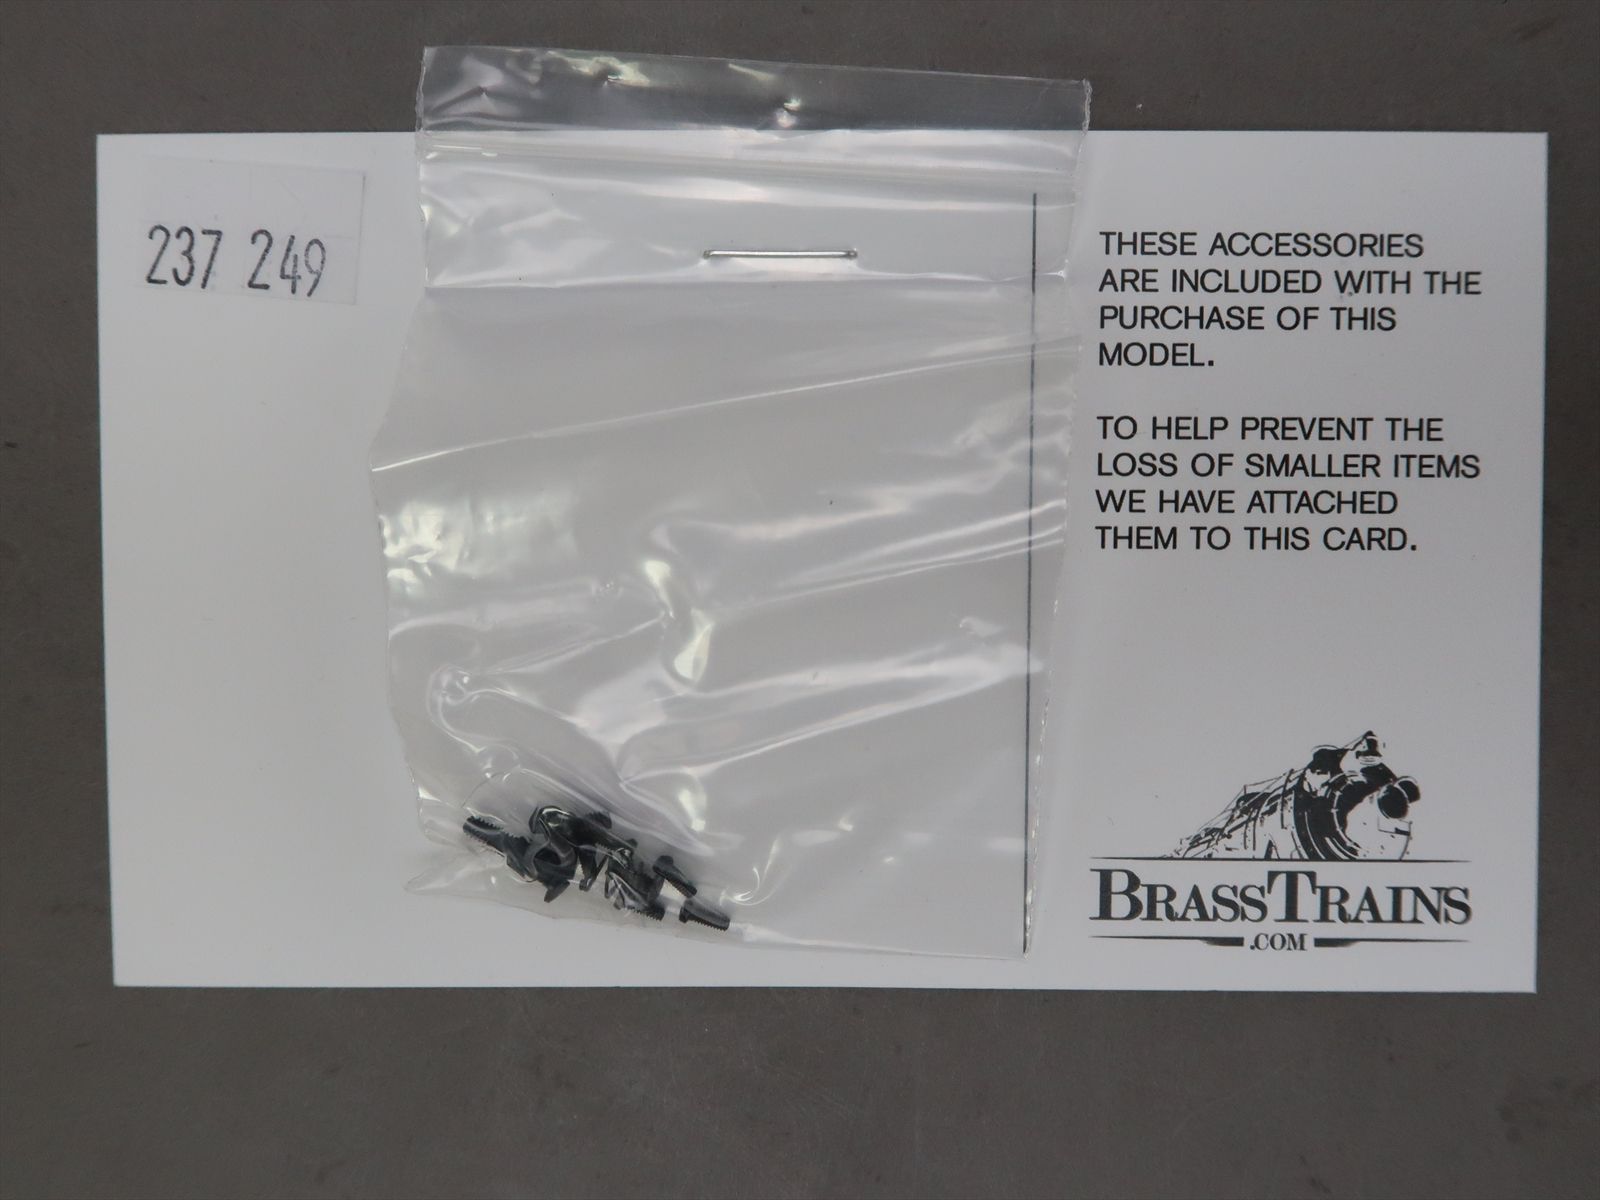 237 249
THESE ACCESSORIES
ARE INCLUDED WITH THE
PURCHASE OF THIS
MODEL.
TO HELP PREVENT THE
LOSS OF SMALLER ITEMS
WE HAVE ATTACHED
THEM TO THIS CARD.
BRASSTRAINS
.COM